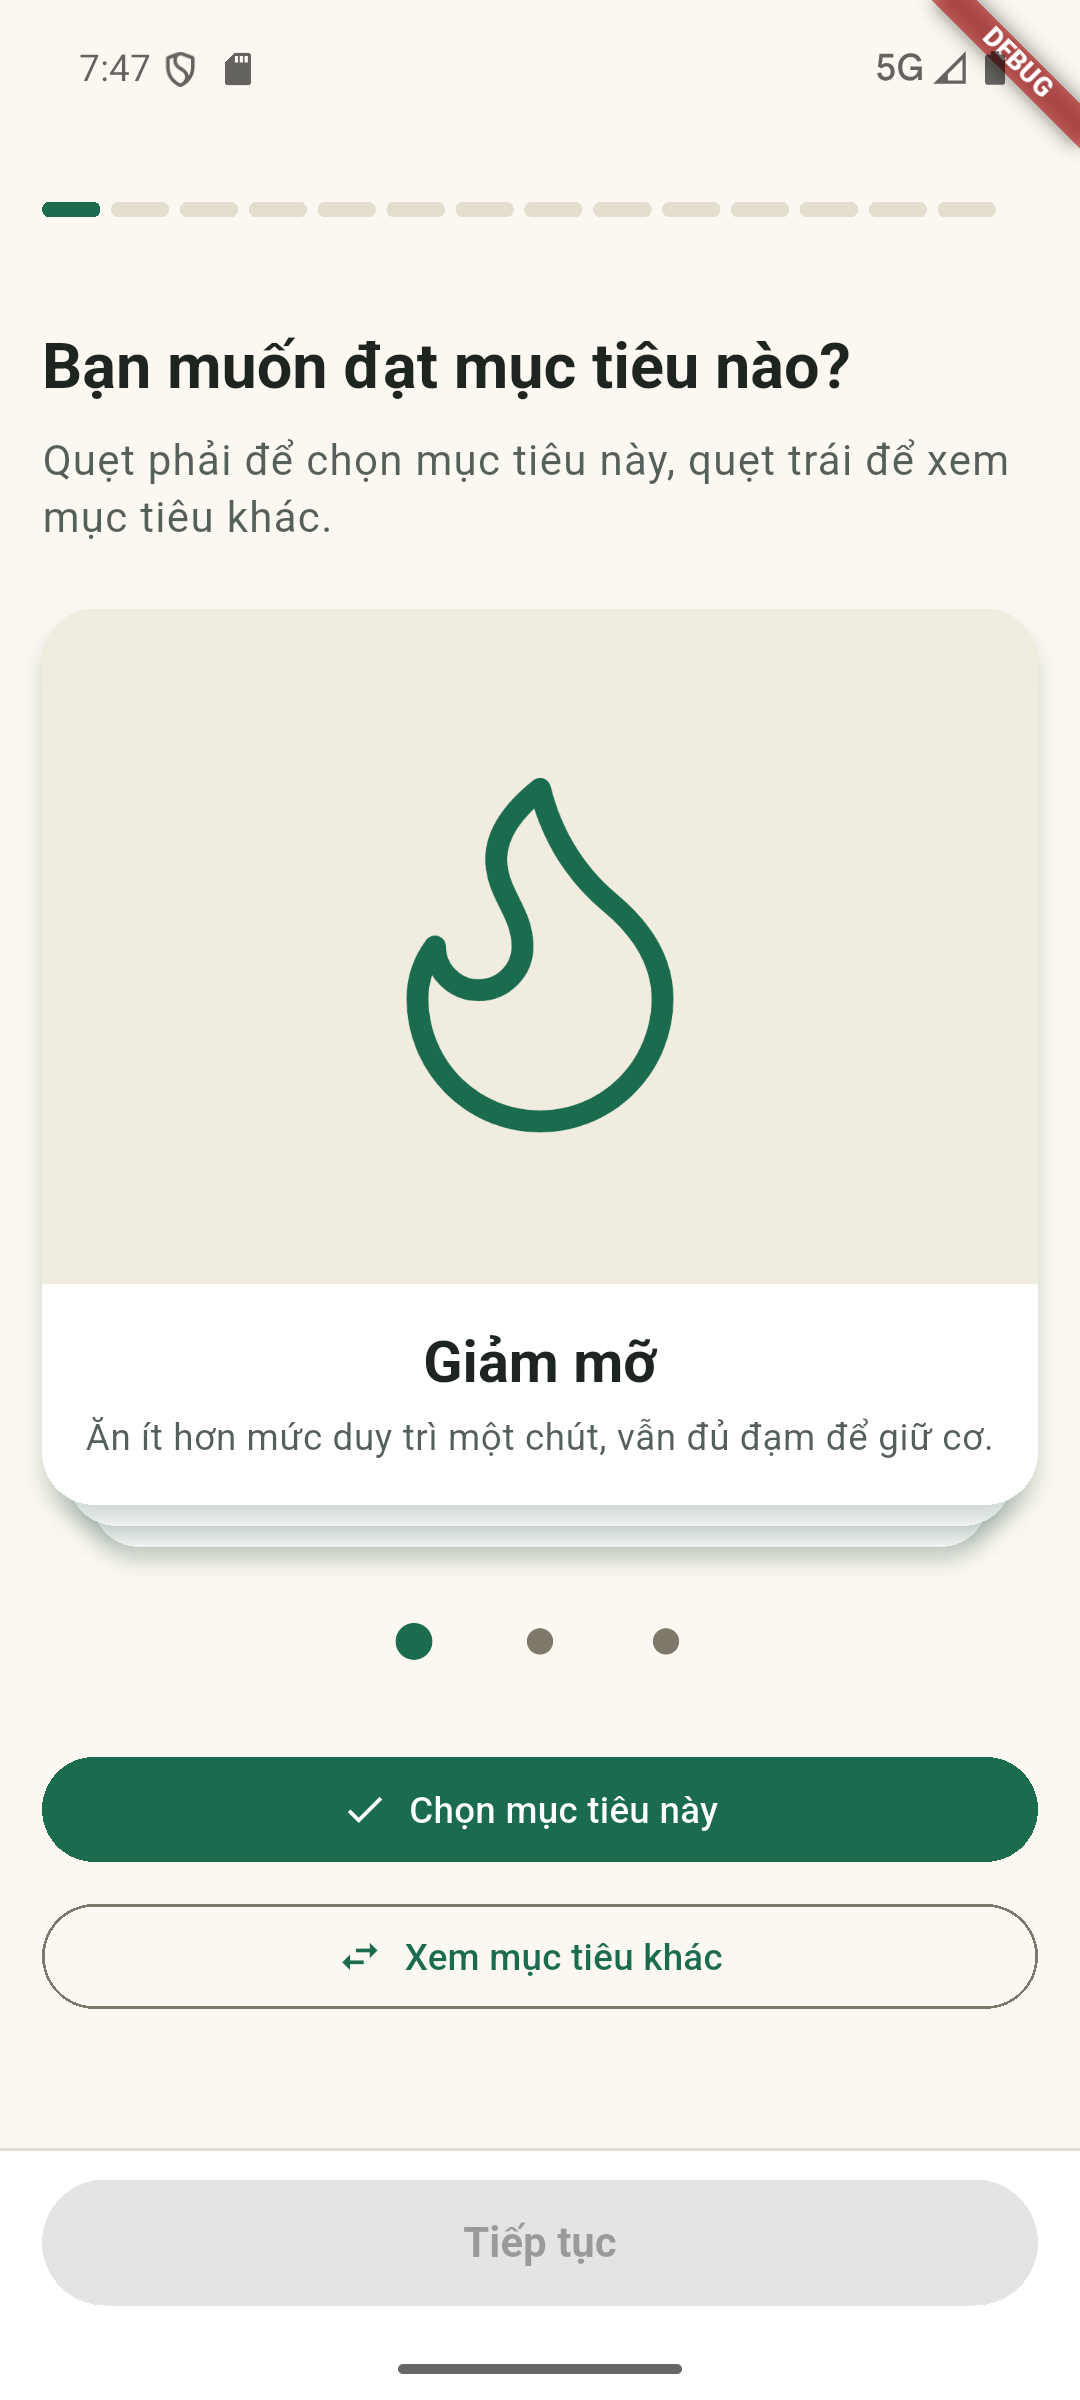 7:47
5G
DEBUG
Bạn muốn đạt mục tiêu nào?
Quẹt phải để chọn mục tiêu này, quẹt trái để xem
mục tiêu khác.
Giảm mỡ
Ăn ít hơn mức duy trì một chút, vẫn đủ đạm để giữ cơ.
Chọn mục tiêu này
Xem mục tiêu khác
Tiếp tục